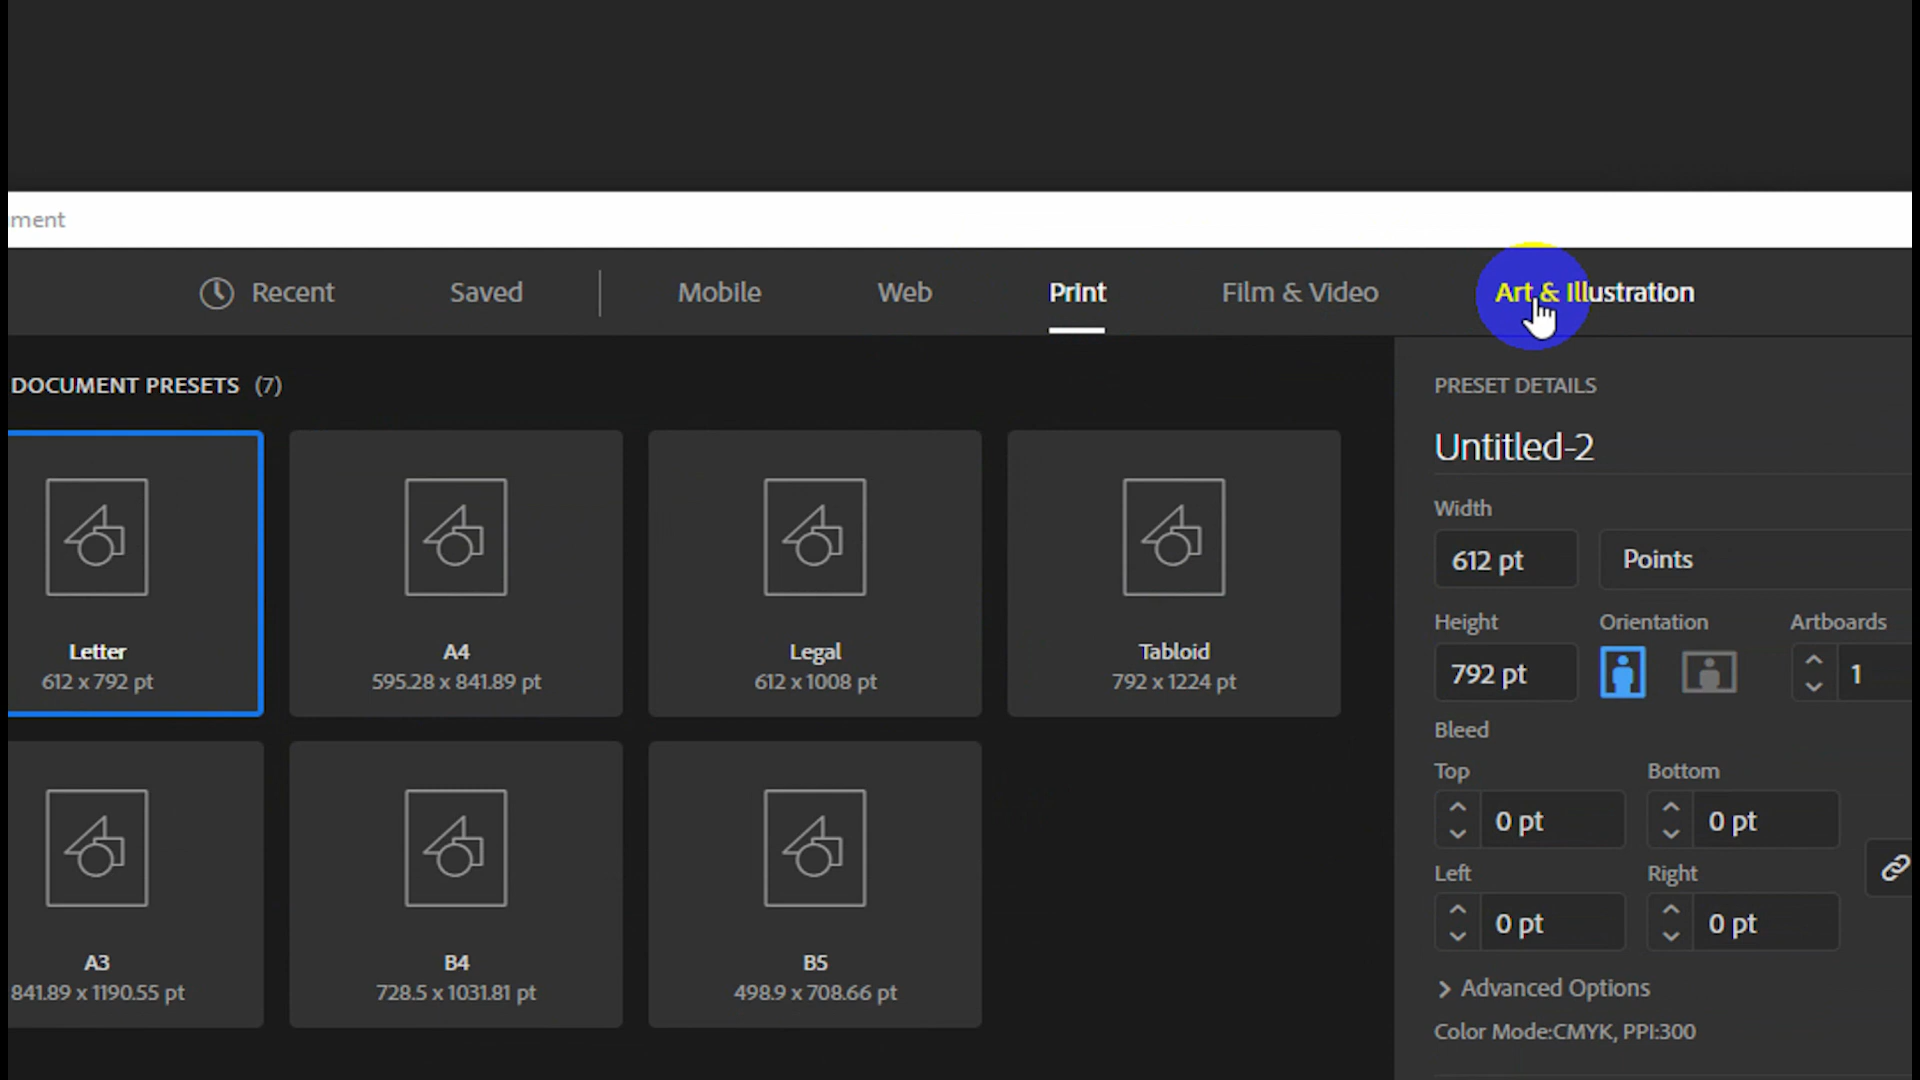 ment
Recent Saved Mobile Web Print Film & Video Art & Illustration
DOCUMENT PRESETS (7)
Letter
612 x 792 pt
A4
595.28 x 841.89 pt
Legal
612 x 1008 pt
Tabloid
792 x 1224 pt
A3
841.89 x 1190.55 pt
B4
728.5 x 1031.81 pt
B5
498.9 x 708.66 pt
PRESET DETAILS
Untitled-2
Width
612 pt Points
Height Orientation Artboards
792 pt 1
Bleed
Top Bottom
0 pt 0 pt
Left Right
0 pt 0 pt
> Advanced Options
Color Mode:CMYK, PPI:300